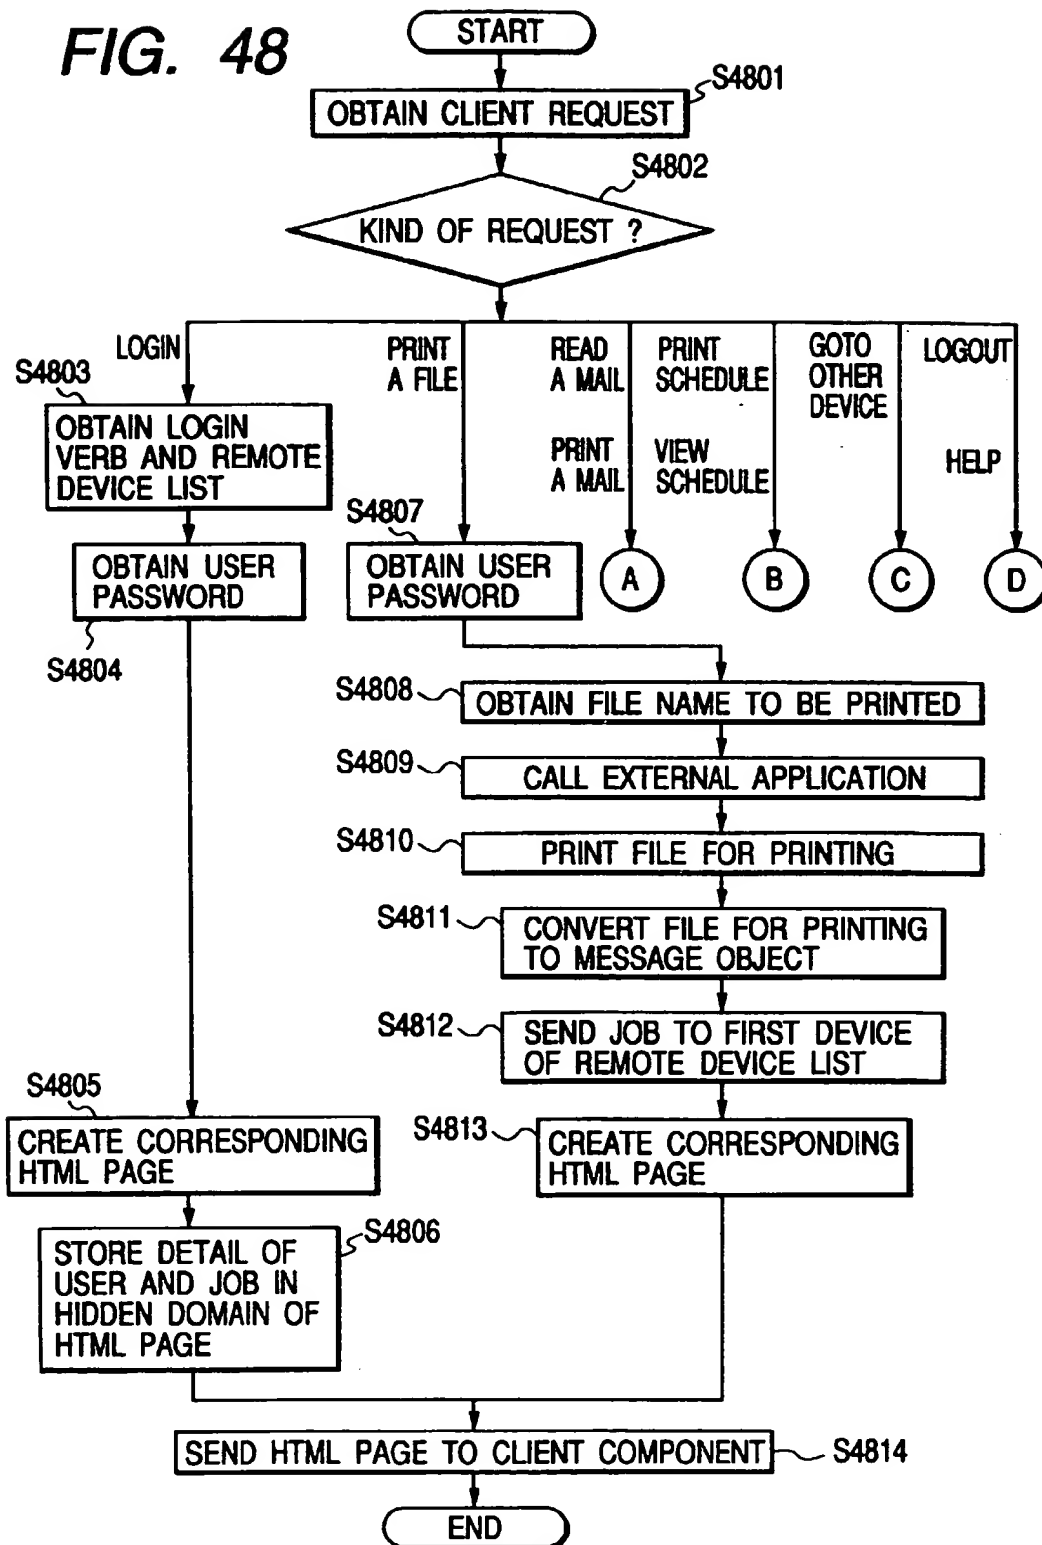 FIG. 48
START
S4801
OBTAIN CLIENT REQUEST
S4802
KIND OF REQUEST ?
LOGIN
PRINT
A FILE
READ
A MAIL
PRINT
SCHEDULE
GOTO
OTHER
DEVICE
LOGOUT
PRINT
A MAIL
VIEW
SCHEDULE
HELP
S4803
OBTAIN LOGIN
VERB AND REMOTE
DEVICE LIST
S4807
OBTAIN USER
PASSWORD
S4804
OBTAIN USER
PASSWORD
A
B
C
D
S4808
OBTAIN FILE NAME TO BE PRINTED
S4809
CALL EXTERNAL APPLICATION
S4810
PRINT FILE FOR PRINTING
S4811
CONVERT FILE FOR PRINTING
TO MESSAGE OBJECT
S4812
SEND JOB TO FIRST DEVICE
OF REMOTE DEVICE LIST
S4805
CREATE CORRESPONDING
HTML PAGE
S4813
CREATE CORRESPONDING
HTML PAGE
S4806
STORE DETAIL OF
USER AND JOB IN
HIDDEN DOMAIN OF
HTML PAGE
SEND HTML PAGE TO CLIENT COMPONENT
S4814
END